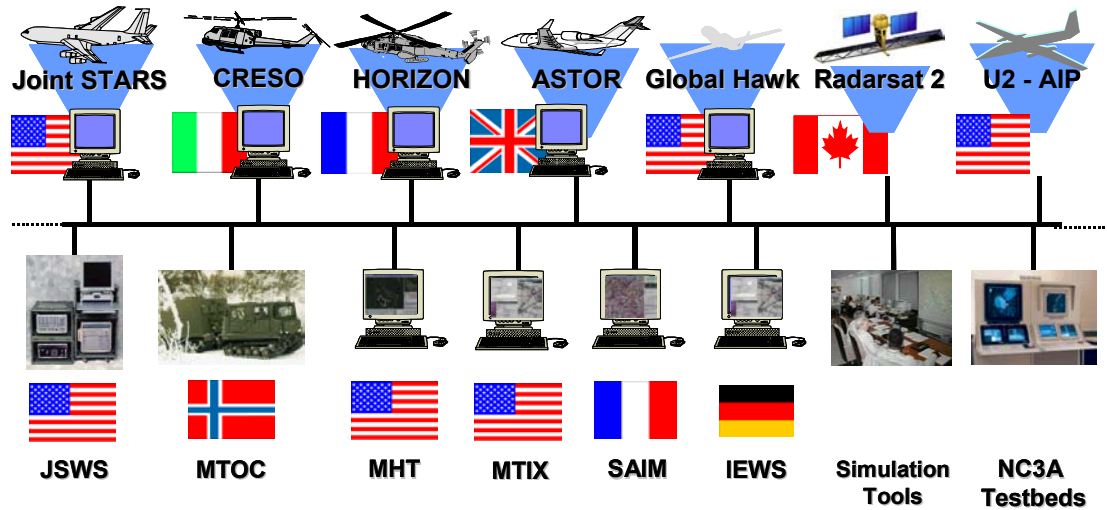 Joint STARS
CRESO
HORIZON
ASTOR
Global Hawk
Radarsat 2
U2 - AIP
JSWS
MTOC
MHT
MTIX
SAIM
IEWS
Simulation
Tools
NC3A
Testbeds